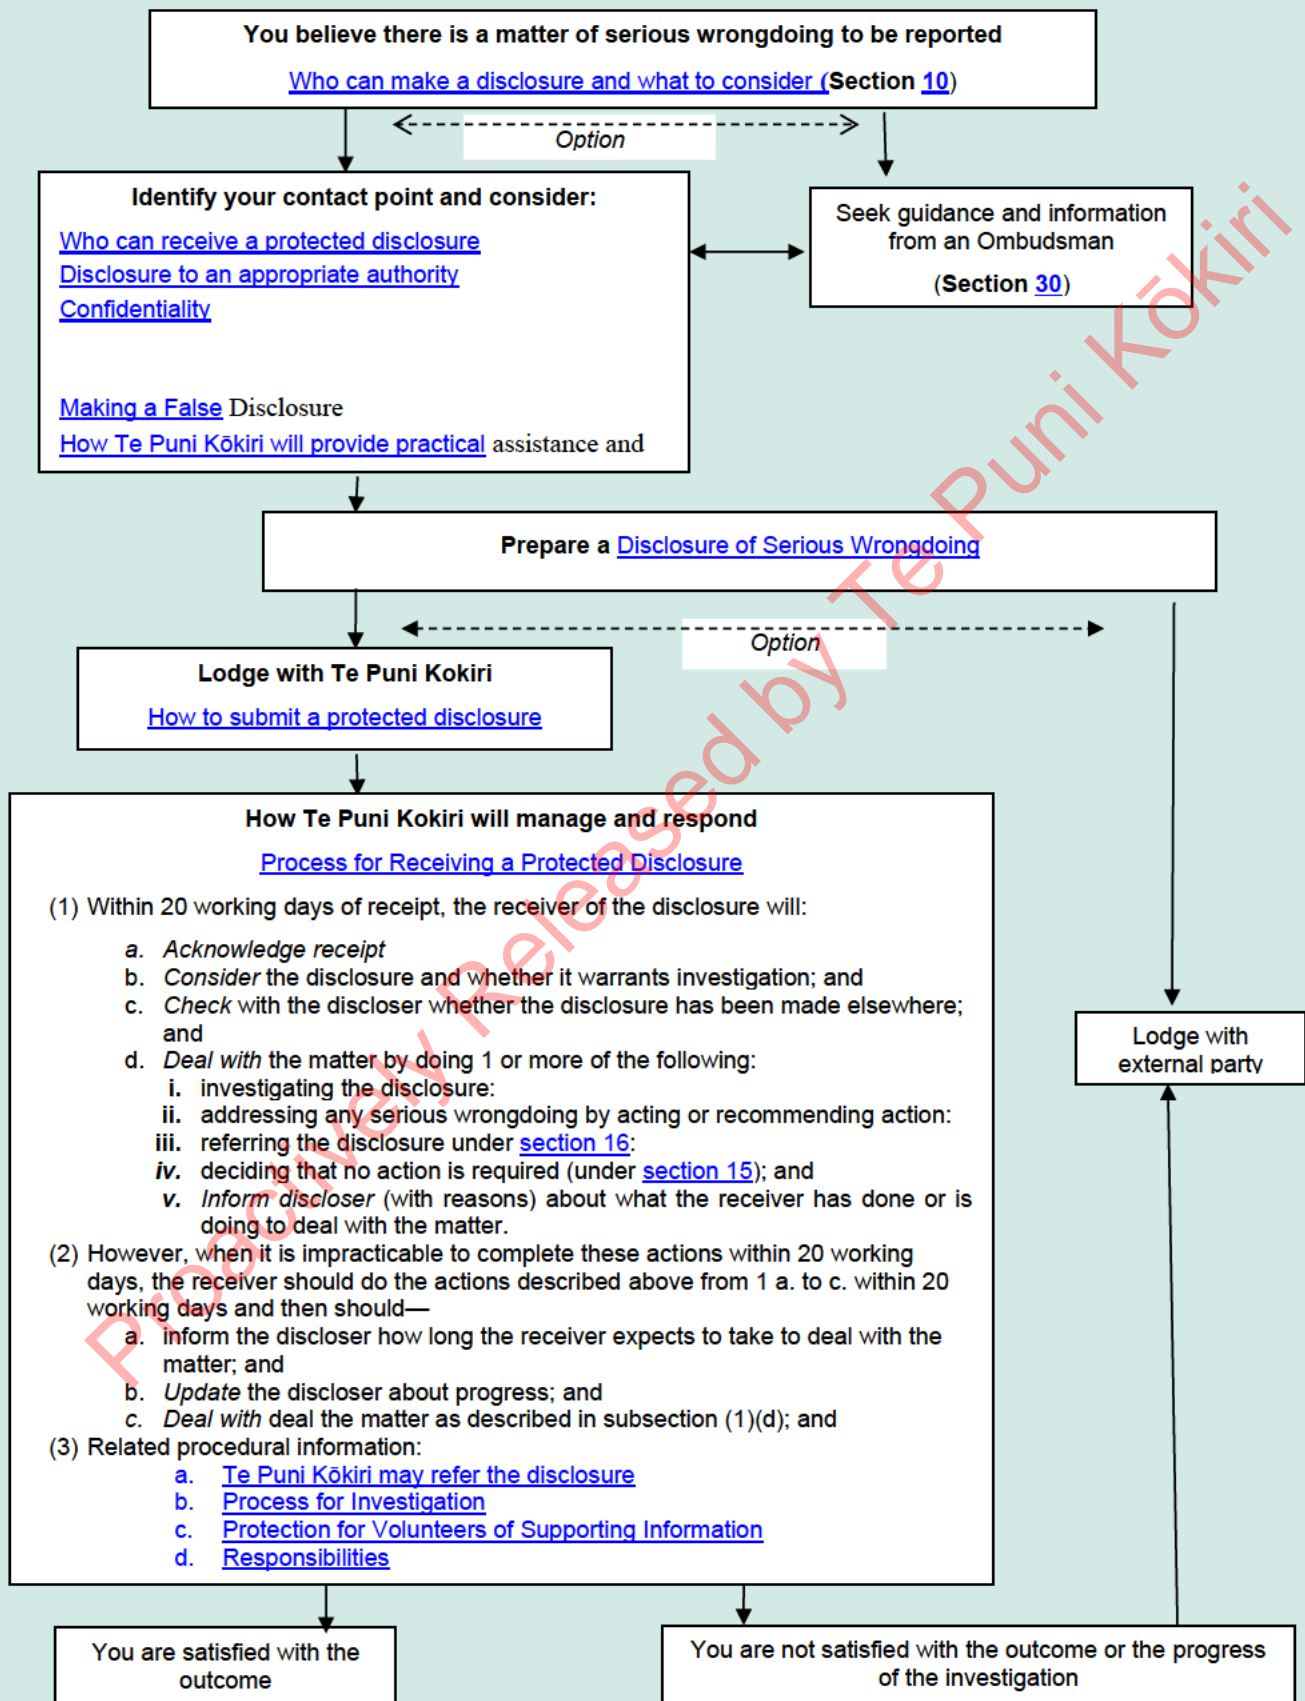 You believe there is a matter of serious wrongdoing to be reported
Who can make a disclosure and what to consider (Section 10)
Option
Identify your contact point and consider:
Who can receive a protected disclosure
Disclosure to an appropriate authority
Confidentiality
Making a False Disclosure
How Te Puni Kōkiri will provide practical assistance and
Seek guidance and information
from an Ombudsman
(Section 30)
Prepare a Disclosure of Serious Wrongdoing
Option
Lodge with Te Puni Kokiri
How to submit a protected disclosure
How Te Puni Kokiri will manage and respond
Process for Receiving a Protected Disclosure
(1) Within 20 working days of receipt, the receiver of the disclosure will:
a. Acknowledge receipt
b. Consider the disclosure and whether it warrants investigation; and
c. Check with the discloser whether the disclosure has been made elsewhere;
and
d. Deal with the matter by doing 1 or more of the following:
i. investigating the disclosure:
ii. addressing any serious wrongdoing by acting or recommending action:
iii. referring the disclosure under section 16:
iv. deciding that no action is required (under section 15); and
v. Inform discloser (with reasons) about what the receiver has done or is
doing to deal with the matter.
(2) However, when it is impracticable to complete these actions within 20 working
days, the receiver should do the actions described above from 1 a. to c. within 20
working days and then should—
a. inform the discloser how long the receiver expects to take to deal with the
matter; and
b. Update the discloser about progress; and
c. Deal with deal the matter as described in subsection (1)(d); and
(3) Related procedural information:
a. Te Puni Kōkiri may refer the disclosure
b. Process for Investigation
c. Protection for Volunteers of Supporting Information
d. Responsibilities
Lodge with
external party
You are satisfied with the
outcome
You are not satisfied with the outcome or the progress
of the investigation
Proactively Released by Te Puni Kōkiri